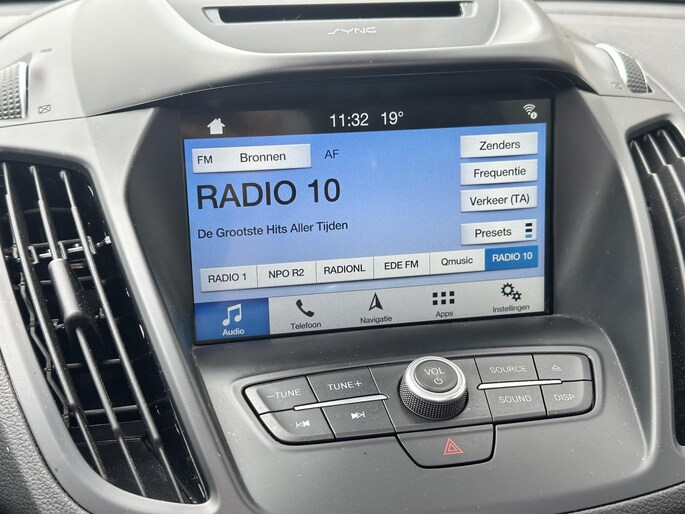 SYNC
11:32 19°
FM Bronnen AF
Zenders
Frequentie
RADIO 10
Verkeer (TA)
De Grootste Hits Aller Tijden
Presets
RADIO 1 NPO R2 RADIONL EDE FM Qmusic RADIO 10
Audio Telefoon Navigatie Apps Instellingen
–TUNE TUNE+ VOL SOURCE
SOUND DISP